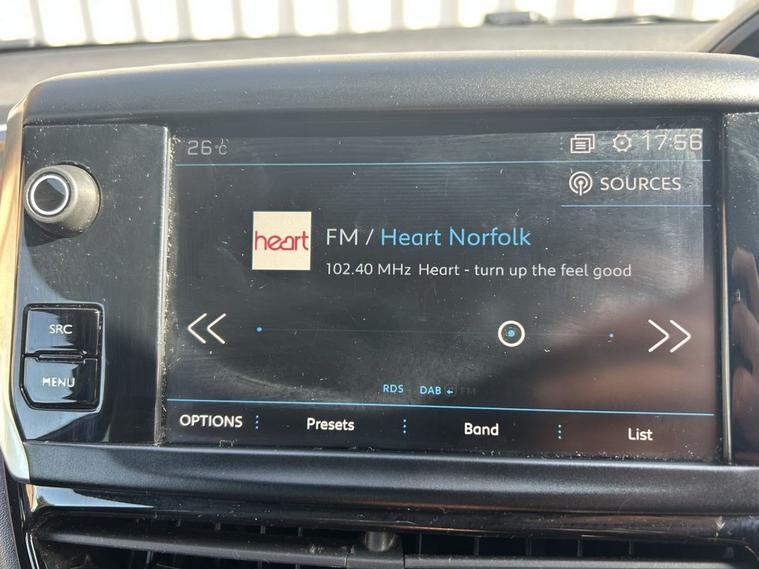 26°C 17:56
SOURCES
heart
FM / Heart Norfolk
102.40 MHz Heart - turn up the feel good
SRC
MENU
RDS DAB FM
OPTIONS Presets Band List